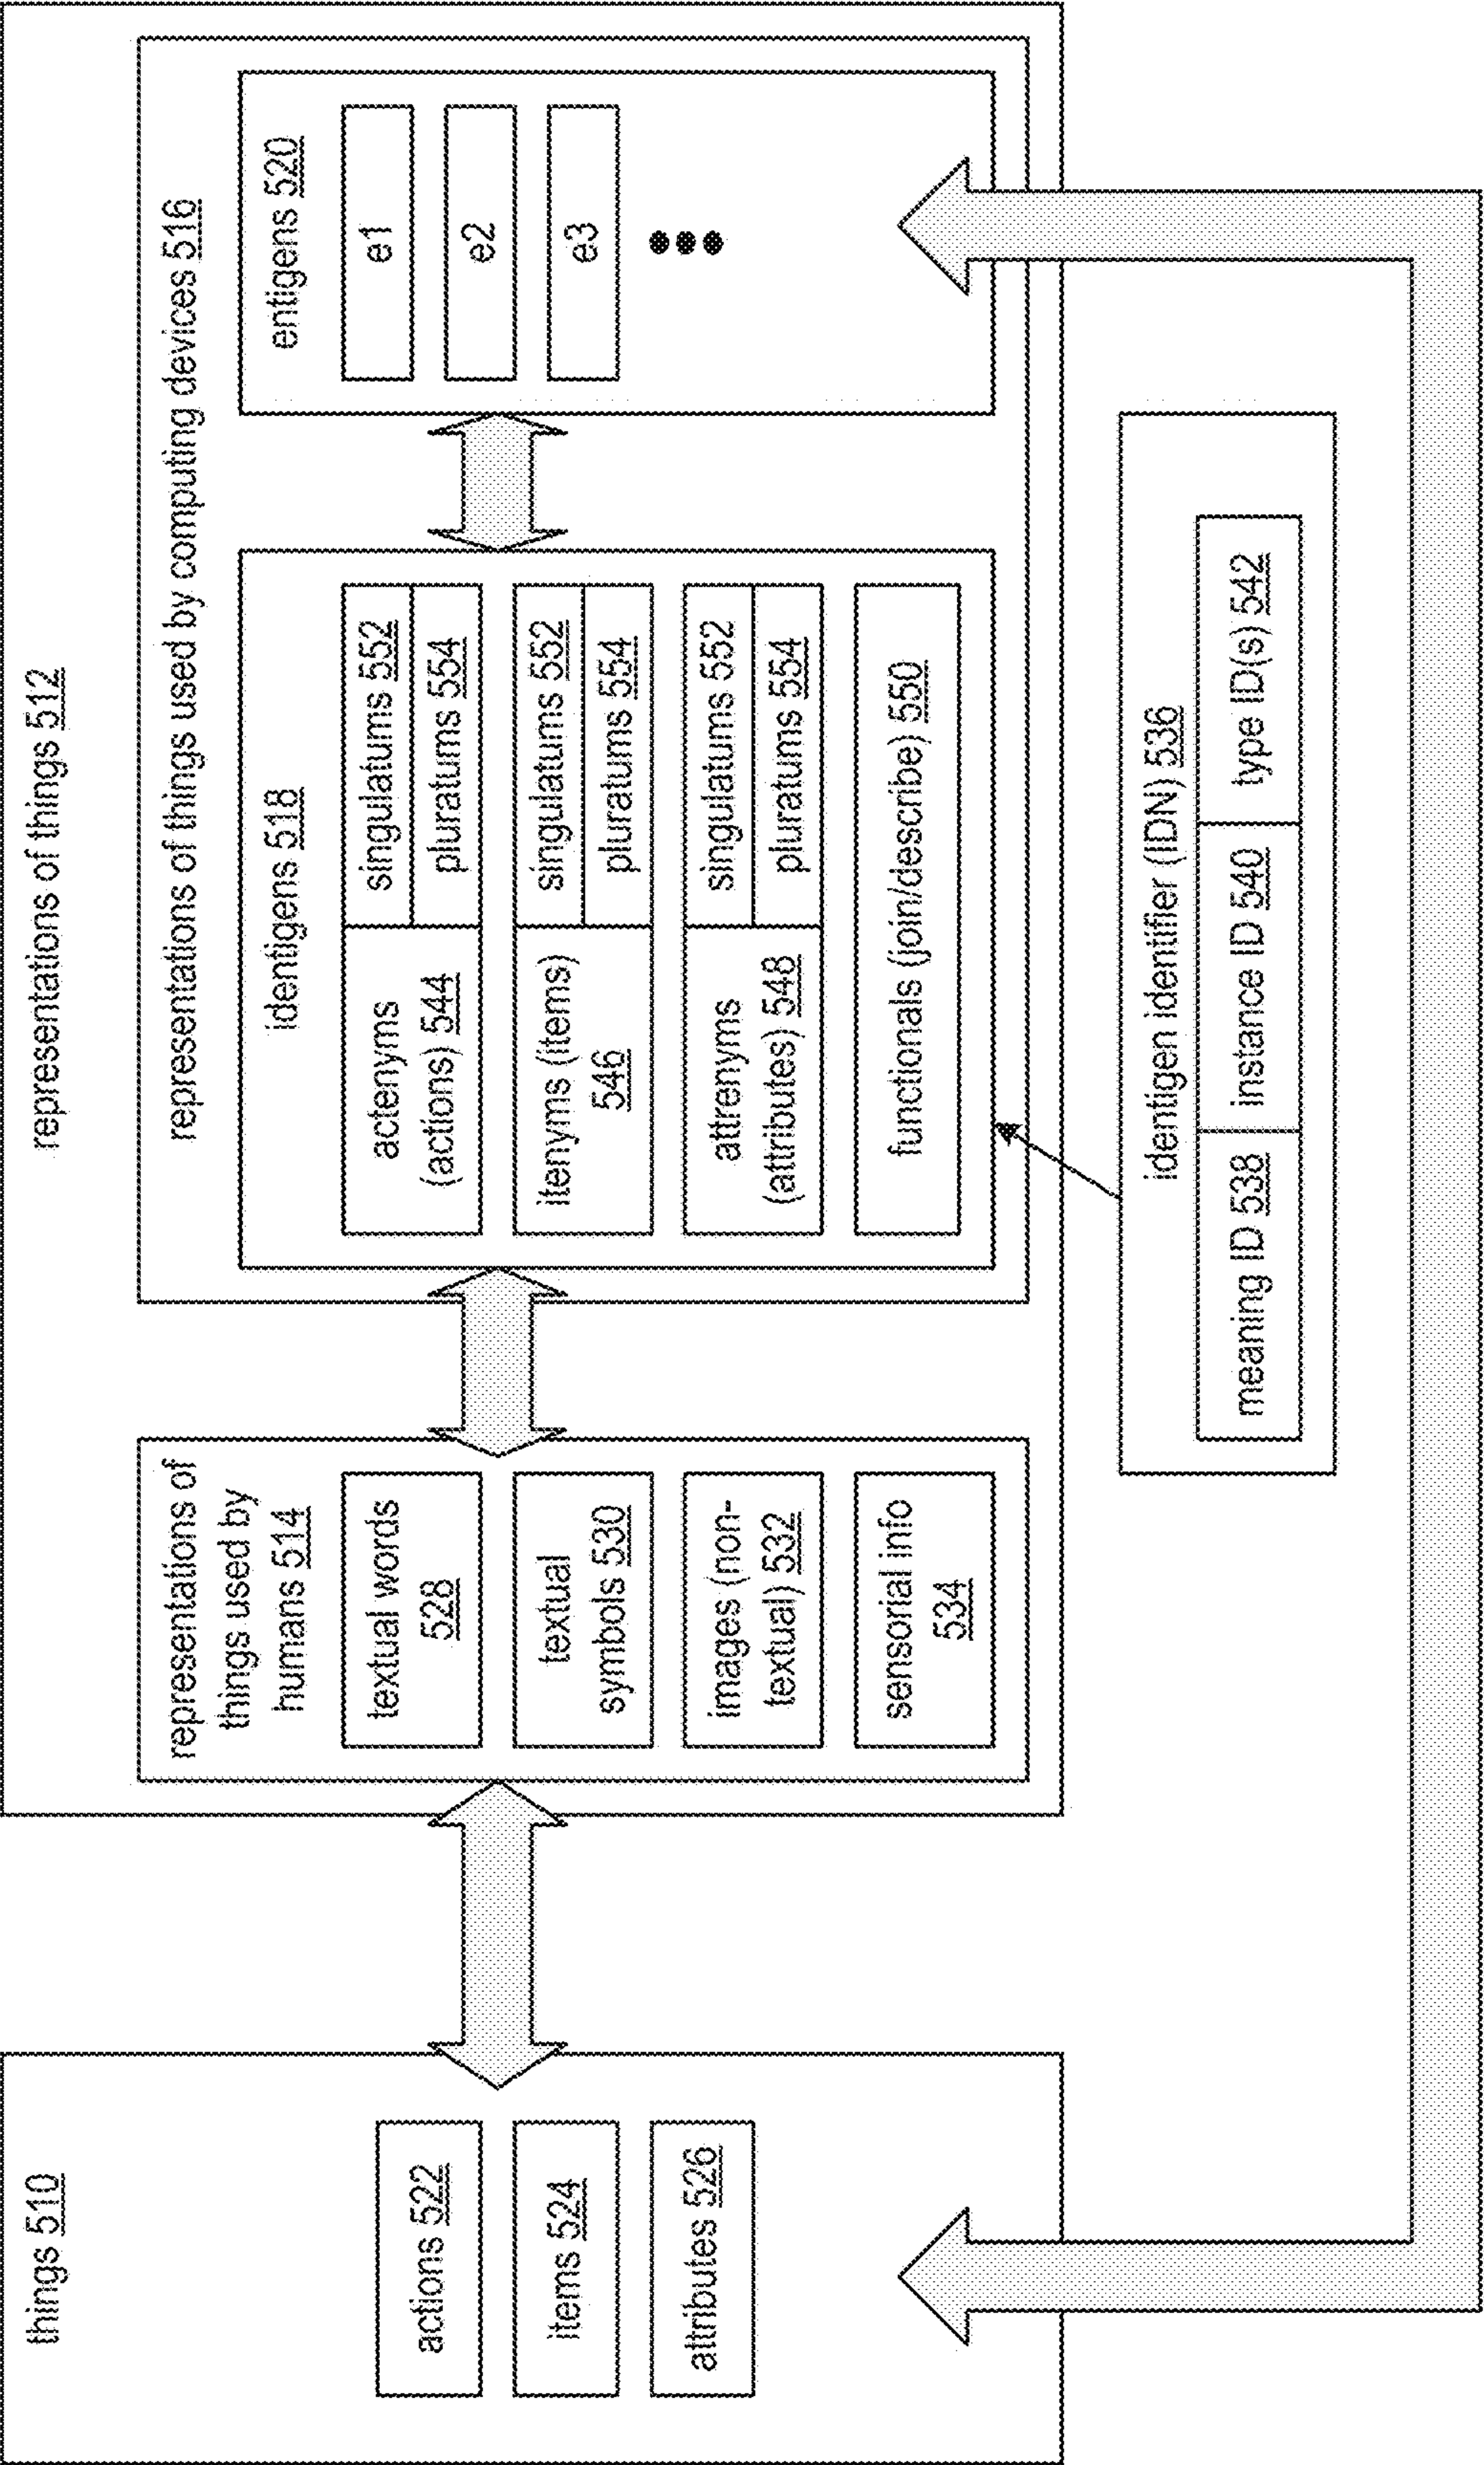 things 510
actions 522
items 524
attributes 526
representations of things 512
representations of
things used by
humans 514
textual words
528
textual
symbols 530
images (non-
textual) 532
sensorial info
534
representations of things used by computing devices 516
identigens 518
actenyms
(actions) 544
singulatums 552
pluratums 554
itenyms (items)
546
singulatums 552
pluratums 554
attrenyms
(attributes) 548
singulatums 552
pluratums 554
functionals (join/describe) 550
entigens 520
e1
e2
e3
identigen identifier (IDN) 536
meaning ID 538
instance ID 540
type ID(s) 542